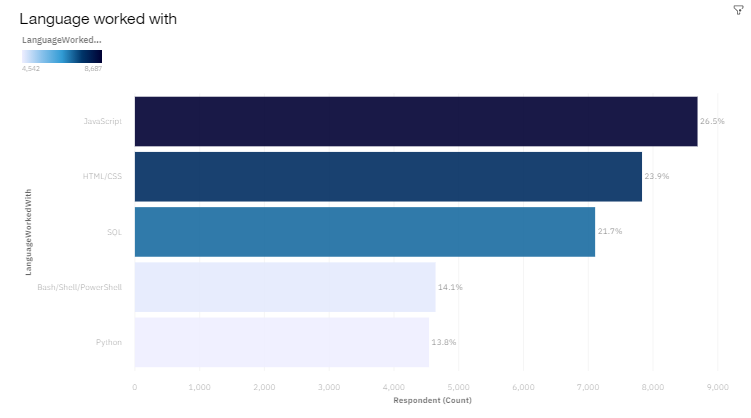 Language worked with
LanguageWorked...
4,542 8,687
JavaScript 26.5%
HTML/CSS 23.9%
SQL 21.7%
Bash/Shell/PowerShell 14.1%
Python 13.8%
LanguageWorkedWith
0 1,000 2,000 3,000 4,000 5,000 6,000 7,000 8,000 9,000
Respondent (Count)